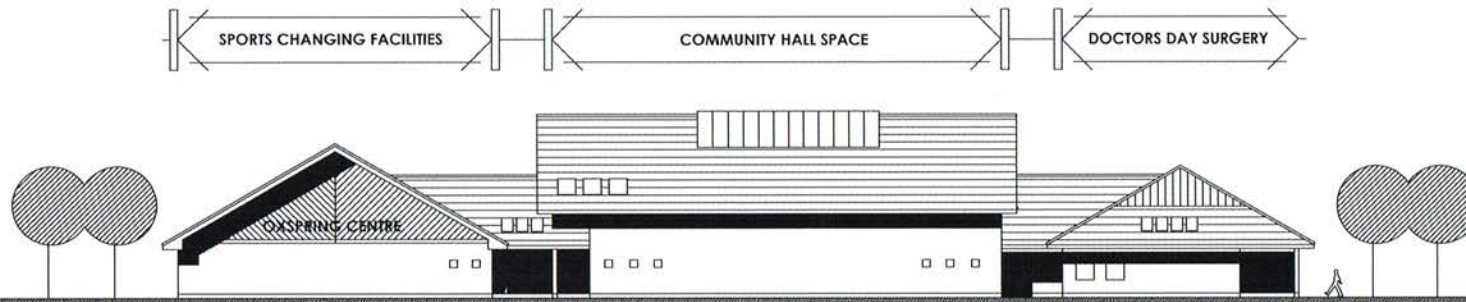 SPORTS CHANGING FACILITIES
COMMUNITY HALL SPACE
DOCTORS DAY SURGERY
OXSPRING CENTRE